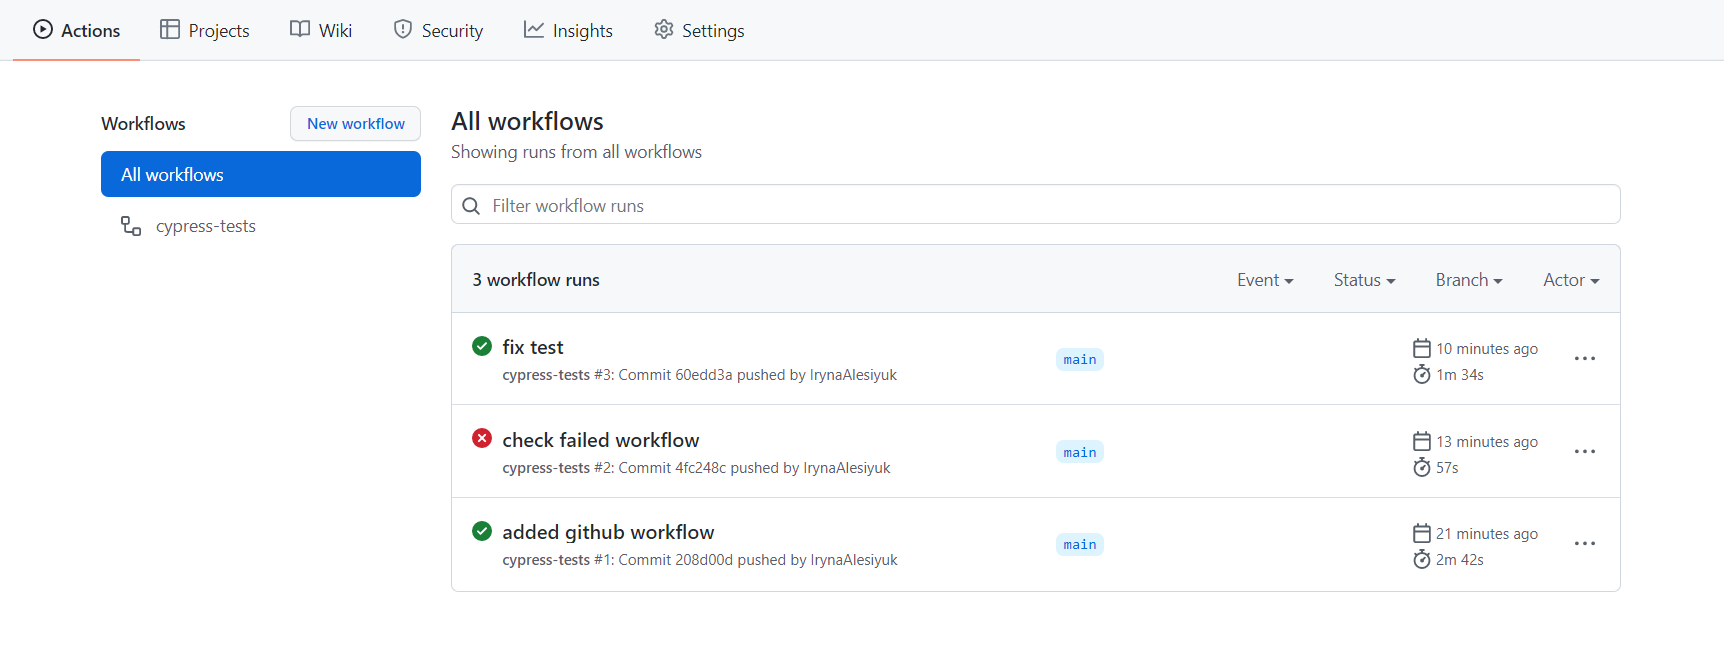 Actions Projects Wiki Security Insights Settings
Workflows
New workflow
All workflows
cypress-tests
All workflows
Showing runs from all workflows
Filter workflow runs
3 workflow runs Event Status Branch Actor
fix test
cypress-tests #3: Commit 60edd3a pushed by IrynaAlesiyuk
main
10 minutes ago
1m 34s
check failed workflow
cypress-tests #2: Commit 4fc248c pushed by IrynaAlesiyuk
main
13 minutes ago
57s
added github workflow
cypress-tests #1: Commit 208d00d pushed by IrynaAlesiyuk
main
21 minutes ago
2m 42s